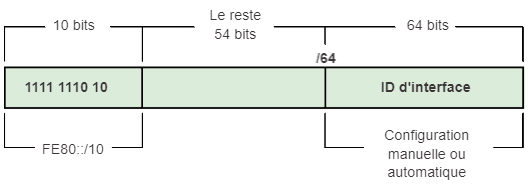 10 bits
Le reste
54 bits
64 bits
/64
1111 1110 10
ID d'interface
FE80::/10
Configuration
manuelle ou
automatique